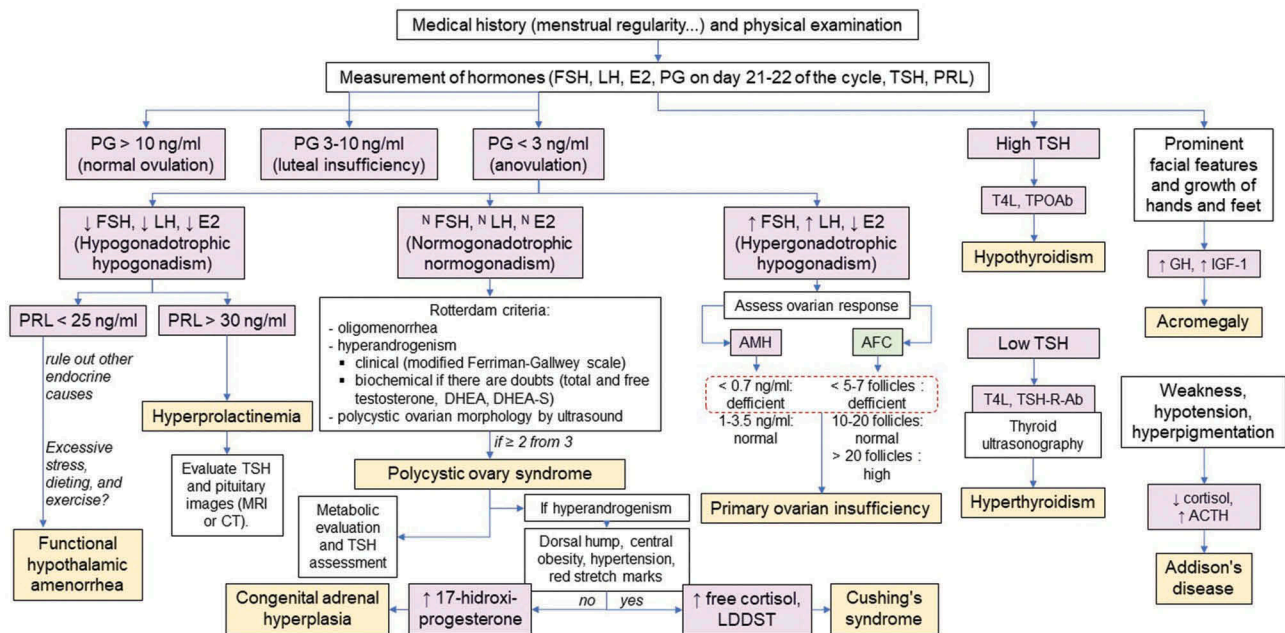 Medical history (menstrual regularity...) and physical examination
Measurement of hormones (FSH, LH, E2, PG on day 21-22 of the cycle, TSH, PRL)
PG > 10 ng/ml
(normal ovulation)
PG 3-10 ng/ml
(luteal insufficiency)
PG < 3 ng/ml
(anovulation)
High TSH
T4L, TPOAb
Hypothyroidism
Prominent
facial features
and growth of
hands and feet
↑ GH, ↑ IGF-1
Acromegaly
↓ FSH, ↓ LH, ↓ E2
(Hypogonadotrophic
hypogonadism)
N FSH, N LH, N E2
(Normogonadotrophic
normogonadism)
↑ FSH, ↑ LH, ↓ E2
(Hypergonadotrophic
hypogonadism)
PRL < 25 ng/ml
PRL > 30 ng/ml
rule out other
endocrine
causes
Excessive
stress,
dieting, and
exercise?
Functional
hypothalamic
amenorrhea
Hyperprolactinemia
Evaluate TSH
and pituitary
images (MRI
or CT).
Rotterdam criteria:
- oligomenorrhea
- hyperandrogenism
▪ clinical (modified Ferriman-Gallwey scale)
▪ biochemical if there are doubts (total and free
testosterone, DHEA, DHEA-S)
- polycystic ovarian morphology by ultrasound
if ≥ 2 from 3
Polycystic ovary syndrome
Metabolic
evaluation
and TSH
assessment
If hyperandrogenism
Dorsal hump, central
obesity, hypertension,
red stretch marks
no
yes
↑ 17-hidroxi-
progesterone
Congenital adrenal
hyperplasia
↑ free cortisol,
LDDST
Cushing's
syndrome
Assess ovarian response
AMH
AFC
< 0.7 ng/ml:
defficient
1-3.5 ng/ml:
normal
< 5-7 follicles :
defficient
10-20 follicles:
normal
> 20 follicles :
high
Primary ovarian insufficiency
Low TSH
T4L, TSH-R-Ab
Thyroid
ultrasonography
Hyperthyroidism
Weakness,
hypotension,
hyperpigmentation
↓ cortisol,
↑ ACTH
Addison's
disease